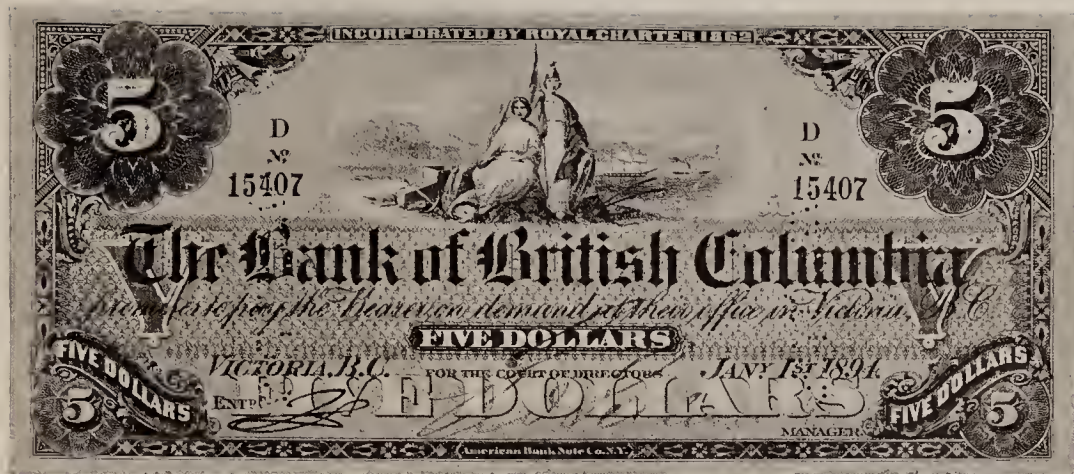 INCORPORATED BY ROYAL CHARTER 1862
5 5
D D
Nº Nº
15407 15407
The Bank of British Columbia
Promises to pay the Bearer on demand at their office in Victoria, B.C.
FIVE DOLLARS
VICTORIA, B.C. FOR THE COURT OF DIRECTORS JANY 1ST 1894
FIVE DOLLARS FIVE DOLLARS
FIVE DOLLARS
5 ENTD MANAGER 5
American Bank Note Co. N.Y.